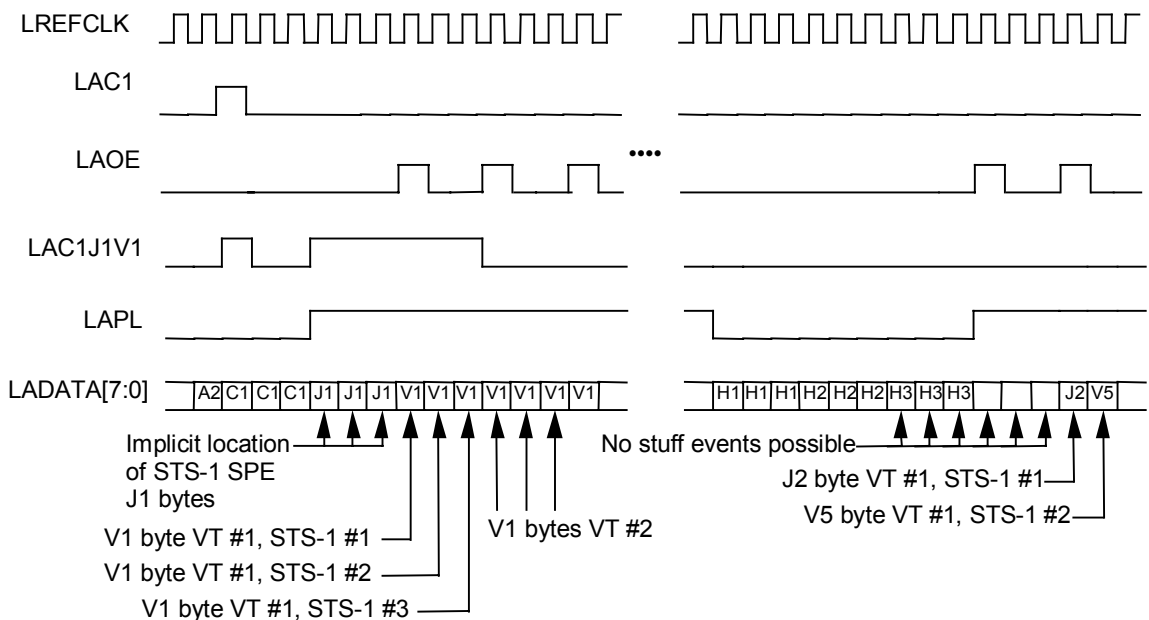 LREFCLK
LAC1
LAOE
••••
LAC1J1V1
LAPL
LADATA[7:0]
A2 C1 C1 C1 J1 J1 J1 V1 V1 V1 V1 V1 V1 V1
H1 H1 H1 H2 H2 H2 H3 H3 H3 J2 V5
Implicit location
of STS-1 SPE
J1 bytes
No stuff events possible
J2 byte VT #1, STS-1 #1
V5 byte VT #1, STS-1 #2
V1 bytes VT #2
V1 byte VT #1, STS-1 #1
V1 byte VT #1, STS-1 #2
V1 byte VT #1, STS-1 #3